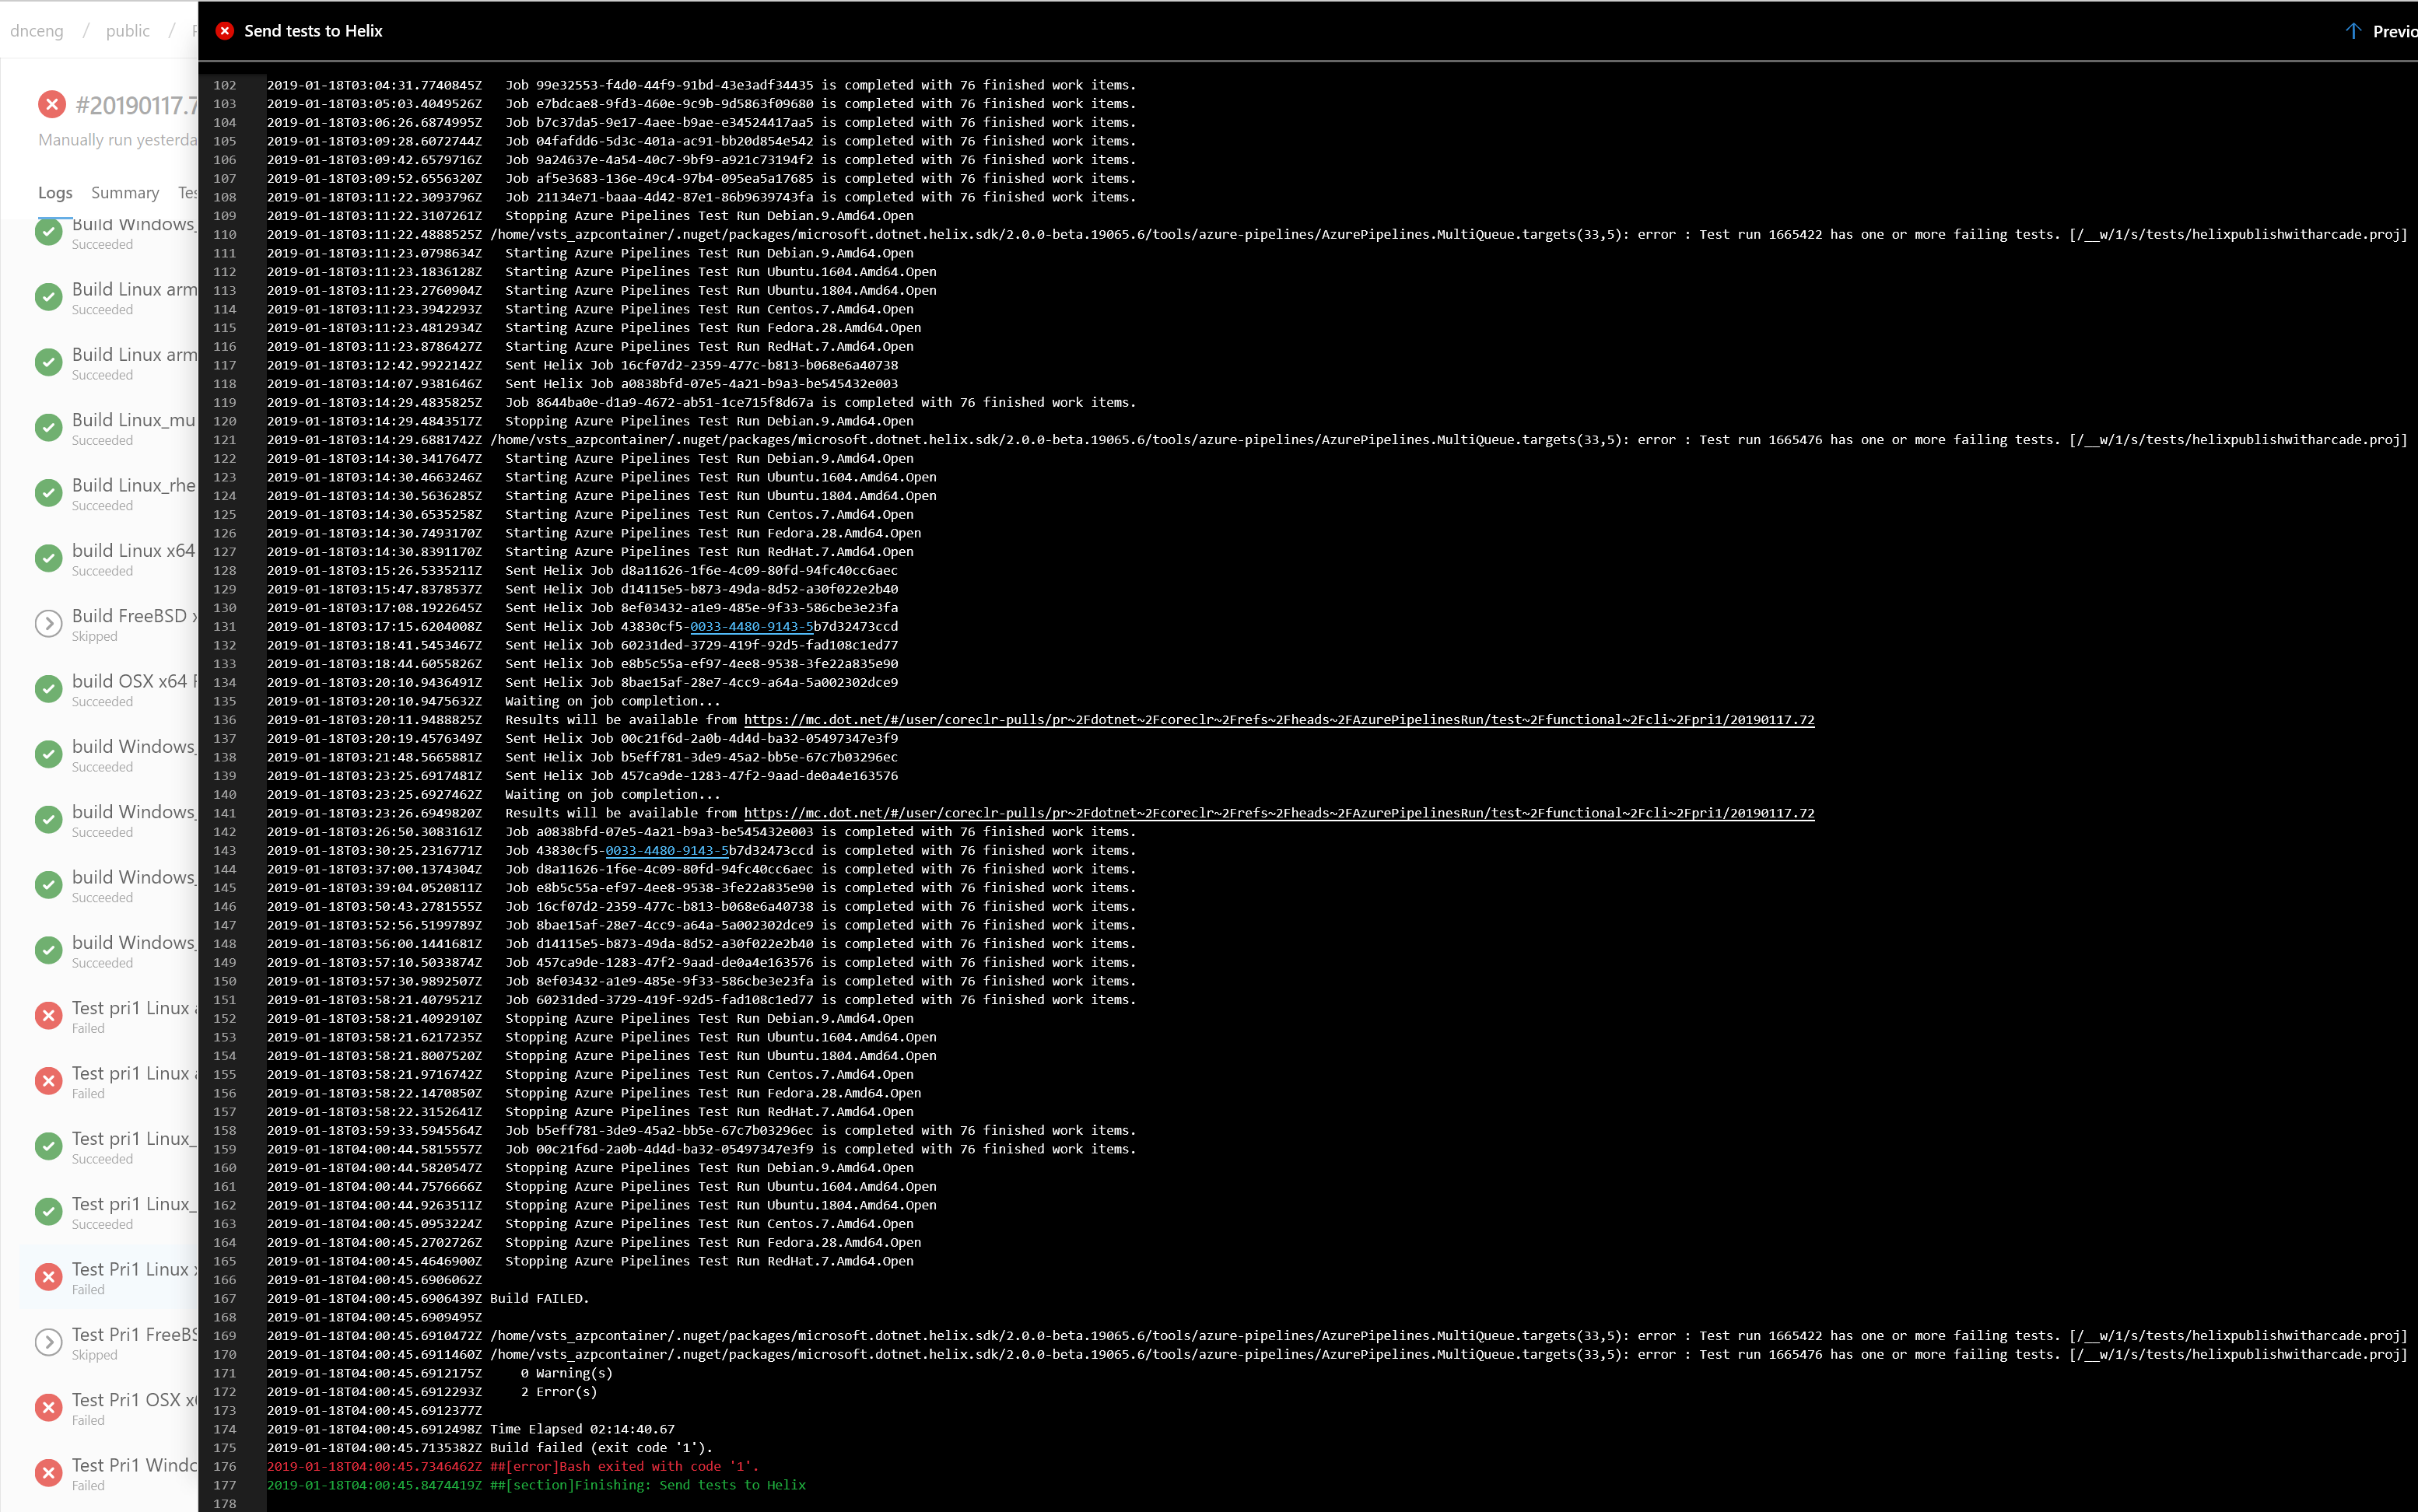 dnceng / public /
#20190117.7
Manually run yesterda
Logs Summary Tes
Build Windows_
Succeeded
Build Linux arm
Succeeded
Build Linux arm
Succeeded
Build Linux_mu
Succeeded
Build Linux_rhe
Succeeded
build Linux x64
Succeeded
Build FreeBSD x
Skipped
build OSX x64 R
Succeeded
build Windows_
Succeeded
build Windows_
Succeeded
build Windows_
Succeeded
build Windows_
Succeeded
Test pri1 Linux a
Failed
Test pri1 Linux a
Failed
Test pri1 Linux_
Succeeded
Test pri1 Linux_
Succeeded
Test Pri1 Linux x
Failed
Test Pri1 FreeBS
Skipped
Test Pri1 OSX x6
Failed
Test Pri1 Windo
Failed
Send tests to Helix
Previo
102 2019-01-18T03:04:31.7740845Z Job 99e32553-f4d0-44f9-91bd-43e3adf34435 is completed with 76 finished work items.
103 2019-01-18T03:05:03.4049526Z Job e7bdcae8-9fd3-460e-9c9b-9d5863f09680 is completed with 76 finished work items.
104 2019-01-18T03:06:26.6874995Z Job b7c37da5-9e17-4aee-b9ae-e34524417aa5 is completed with 76 finished work items.
105 2019-01-18T03:09:28.6072744Z Job 04fafdd6-5d3c-401a-ac91-bb20d854e542 is completed with 76 finished work items.
106 2019-01-18T03:09:42.6579716Z Job 9a24637e-4a54-40c7-9bf9-a921c73194f2 is completed with 76 finished work items.
107 2019-01-18T03:09:52.6556320Z Job af5e3683-136e-49c4-97b4-095ea5a17685 is completed with 76 finished work items.
108 2019-01-18T03:11:22.3093796Z Job 21134e71-baaa-4d42-87e1-86b9639743fa is completed with 76 finished work items.
109 2019-01-18T03:11:22.3107261Z Stopping Azure Pipelines Test Run Debian.9.Amd64.Open
110 2019-01-18T03:11:22.4888525Z /home/vsts_azpcontainer/.nuget/packages/microsoft.dotnet.helix.sdk/2.0.0-beta.19065.6/tools/azure-pipelines/AzurePipelines.MultiQueue.targets(33,5): error : Test run 1665422 has one or more failing tests. [/__w/1/s/tests/helixpublishwitharcade.proj]
111 2019-01-18T03:11:23.0798634Z Starting Azure Pipelines Test Run Debian.9.Amd64.Open
112 2019-01-18T03:11:23.1836128Z Starting Azure Pipelines Test Run Ubuntu.1604.Amd64.Open
113 2019-01-18T03:11:23.2760904Z Starting Azure Pipelines Test Run Ubuntu.1804.Amd64.Open
114 2019-01-18T03:11:23.3942293Z Starting Azure Pipelines Test Run Centos.7.Amd64.Open
115 2019-01-18T03:11:23.4812934Z Starting Azure Pipelines Test Run Fedora.28.Amd64.Open
116 2019-01-18T03:11:23.8786427Z Starting Azure Pipelines Test Run RedHat.7.Amd64.Open
117 2019-01-18T03:12:42.9922142Z Sent Helix Job 16cf07d2-2359-477c-b813-b068e6a40738
118 2019-01-18T03:14:07.9381646Z Sent Helix Job a0838bfd-07e5-4a21-b9a3-be545432e003
119 2019-01-18T03:14:29.4835825Z Job 8644ba0e-d1a9-4672-ab51-1ce715f8d67a is completed with 76 finished work items.
120 2019-01-18T03:14:29.4843517Z Stopping Azure Pipelines Test Run Debian.9.Amd64.Open
121 2019-01-18T03:14:29.6881742Z /home/vsts_azpcontainer/.nuget/packages/microsoft.dotnet.helix.sdk/2.0.0-beta.19065.6/tools/azure-pipelines/AzurePipelines.MultiQueue.targets(33,5): error : Test run 1665476 has one or more failing tests. [/__w/1/s/tests/helixpublishwitharcade.proj]
122 2019-01-18T03:14:30.3417647Z Starting Azure Pipelines Test Run Debian.9.Amd64.Open
123 2019-01-18T03:14:30.4663246Z Starting Azure Pipelines Test Run Ubuntu.1604.Amd64.Open
124 2019-01-18T03:14:30.5636285Z Starting Azure Pipelines Test Run Ubuntu.1804.Amd64.Open
125 2019-01-18T03:14:30.6535258Z Starting Azure Pipelines Test Run Centos.7.Amd64.Open
126 2019-01-18T03:14:30.7493170Z Starting Azure Pipelines Test Run Fedora.28.Amd64.Open
127 2019-01-18T03:14:30.8391170Z Starting Azure Pipelines Test Run RedHat.7.Amd64.Open
128 2019-01-18T03:15:26.5335211Z Sent Helix Job d8a11626-1f6e-4c09-80fd-94fc40cc6aec
129 2019-01-18T03:15:47.8378537Z Sent Helix Job d14115e5-b873-49da-8d52-a30f022e2b40
130 2019-01-18T03:17:08.1922645Z Sent Helix Job 8ef03432-a1e9-485e-9f33-586cbe3e23fa
131 2019-01-18T03:17:15.6204008Z Sent Helix Job 43830cf5-0033-4480-9143-5b7d32473ccd
132 2019-01-18T03:18:41.5453467Z Sent Helix Job 60231ded-3729-419f-92d5-fad108c1ed77
133 2019-01-18T03:18:44.6055826Z Sent Helix Job e8b5c55a-ef97-4ee8-9538-3fe22a835e90
134 2019-01-18T03:20:10.9436491Z Sent Helix Job 8bae15af-28e7-4cc9-a64a-5a002302dce9
135 2019-01-18T03:20:10.9475632Z Waiting on job completion...
136 2019-01-18T03:20:11.9488825Z Results will be available from https://mc.dot.net/#/user/coreclr-pulls/pr~2Fdotnet~2Fcoreclr~2Frefs~2Fheads~2FAzurePipelinesRun/test~2Ffunctional~2Fcli~2Fpri1/20190117.72
137 2019-01-18T03:20:19.4576349Z Sent Helix Job 00c21f6d-2a0b-4d4d-ba32-05497347e3f9
138 2019-01-18T03:21:48.5665881Z Sent Helix Job b5eff781-3de9-45a2-bb5e-67c7b03296ec
139 2019-01-18T03:23:25.6917481Z Sent Helix Job 457ca9de-1283-47f2-9aad-de0a4e163576
140 2019-01-18T03:23:25.6927462Z Waiting on job completion...
141 2019-01-18T03:23:26.6949820Z Results will be available from https://mc.dot.net/#/user/coreclr-pulls/pr~2Fdotnet~2Fcoreclr~2Frefs~2Fheads~2FAzurePipelinesRun/test~2Ffunctional~2Fcli~2Fpri1/20190117.72
142 2019-01-18T03:26:50.3083161Z Job a0838bfd-07e5-4a21-b9a3-be545432e003 is completed with 76 finished work items.
143 2019-01-18T03:30:25.2316771Z Job 43830cf5-0033-4480-9143-5b7d32473ccd is completed with 76 finished work items.
144 2019-01-18T03:37:00.1374304Z Job d8a11626-1f6e-4c09-80fd-94fc40cc6aec is completed with 76 finished work items.
145 2019-01-18T03:39:04.0520811Z Job e8b5c55a-ef97-4ee8-9538-3fe22a835e90 is completed with 76 finished work items.
146 2019-01-18T03:50:43.2781555Z Job 16cf07d2-2359-477c-b813-b068e6a40738 is completed with 76 finished work items.
147 2019-01-18T03:52:56.5199789Z Job 8bae15af-28e7-4cc9-a64a-5a002302dce9 is completed with 76 finished work items.
148 2019-01-18T03:56:00.1441681Z Job d14115e5-b873-49da-8d52-a30f022e2b40 is completed with 76 finished work items.
149 2019-01-18T03:57:10.5033874Z Job 457ca9de-1283-47f2-9aad-de0a4e163576 is completed with 76 finished work items.
150 2019-01-18T03:57:30.9892507Z Job 8ef03432-a1e9-485e-9f33-586cbe3e23fa is completed with 76 finished work items.
151 2019-01-18T03:58:21.4079521Z Job 60231ded-3729-419f-92d5-fad108c1ed77 is completed with 76 finished work items.
152 2019-01-18T03:58:21.4092910Z Stopping Azure Pipelines Test Run Debian.9.Amd64.Open
153 2019-01-18T03:58:21.6217235Z Stopping Azure Pipelines Test Run Ubuntu.1604.Amd64.Open
154 2019-01-18T03:58:21.8007520Z Stopping Azure Pipelines Test Run Ubuntu.1804.Amd64.Open
155 2019-01-18T03:58:21.9716742Z Stopping Azure Pipelines Test Run Centos.7.Amd64.Open
156 2019-01-18T03:58:22.1470850Z Stopping Azure Pipelines Test Run Fedora.28.Amd64.Open
157 2019-01-18T03:58:22.3152641Z Stopping Azure Pipelines Test Run RedHat.7.Amd64.Open
158 2019-01-18T03:59:33.5945564Z Job b5eff781-3de9-45a2-bb5e-67c7b03296ec is completed with 76 finished work items.
159 2019-01-18T04:00:44.5815557Z Job 00c21f6d-2a0b-4d4d-ba32-05497347e3f9 is completed with 76 finished work items.
160 2019-01-18T04:00:44.5820547Z Stopping Azure Pipelines Test Run Debian.9.Amd64.Open
161 2019-01-18T04:00:44.7576666Z Stopping Azure Pipelines Test Run Ubuntu.1604.Amd64.Open
162 2019-01-18T04:00:44.9263511Z Stopping Azure Pipelines Test Run Ubuntu.1804.Amd64.Open
163 2019-01-18T04:00:45.0953224Z Stopping Azure Pipelines Test Run Centos.7.Amd64.Open
164 2019-01-18T04:00:45.2702726Z Stopping Azure Pipelines Test Run Fedora.28.Amd64.Open
165 2019-01-18T04:00:45.4646900Z Stopping Azure Pipelines Test Run RedHat.7.Amd64.Open
166 2019-01-18T04:00:45.6906062Z
167 2019-01-18T04:00:45.6906439Z Build FAILED.
168 2019-01-18T04:00:45.6909495Z
169 2019-01-18T04:00:45.6910472Z /home/vsts_azpcontainer/.nuget/packages/microsoft.dotnet.helix.sdk/2.0.0-beta.19065.6/tools/azure-pipelines/AzurePipelines.MultiQueue.targets(33,5): error : Test run 1665422 has one or more failing tests. [/__w/1/s/tests/helixpublishwitharcade.proj]
170 2019-01-18T04:00:45.6911460Z /home/vsts_azpcontainer/.nuget/packages/microsoft.dotnet.helix.sdk/2.0.0-beta.19065.6/tools/azure-pipelines/AzurePipelines.MultiQueue.targets(33,5): error : Test run 1665476 has one or more failing tests. [/__w/1/s/tests/helixpublishwitharcade.proj]
171 2019-01-18T04:00:45.6912175Z 0 Warning(s)
172 2019-01-18T04:00:45.6912293Z 2 Error(s)
173 2019-01-18T04:00:45.6912377Z
174 2019-01-18T04:00:45.6912498Z Time Elapsed 02:14:40.67
175 2019-01-18T04:00:45.7135382Z Build failed (exit code '1').
176 2019-01-18T04:00:45.7346462Z ##[error]Bash exited with code '1'.
177 2019-01-18T04:00:45.8474419Z ##[section]Finishing: Send tests to Helix
178